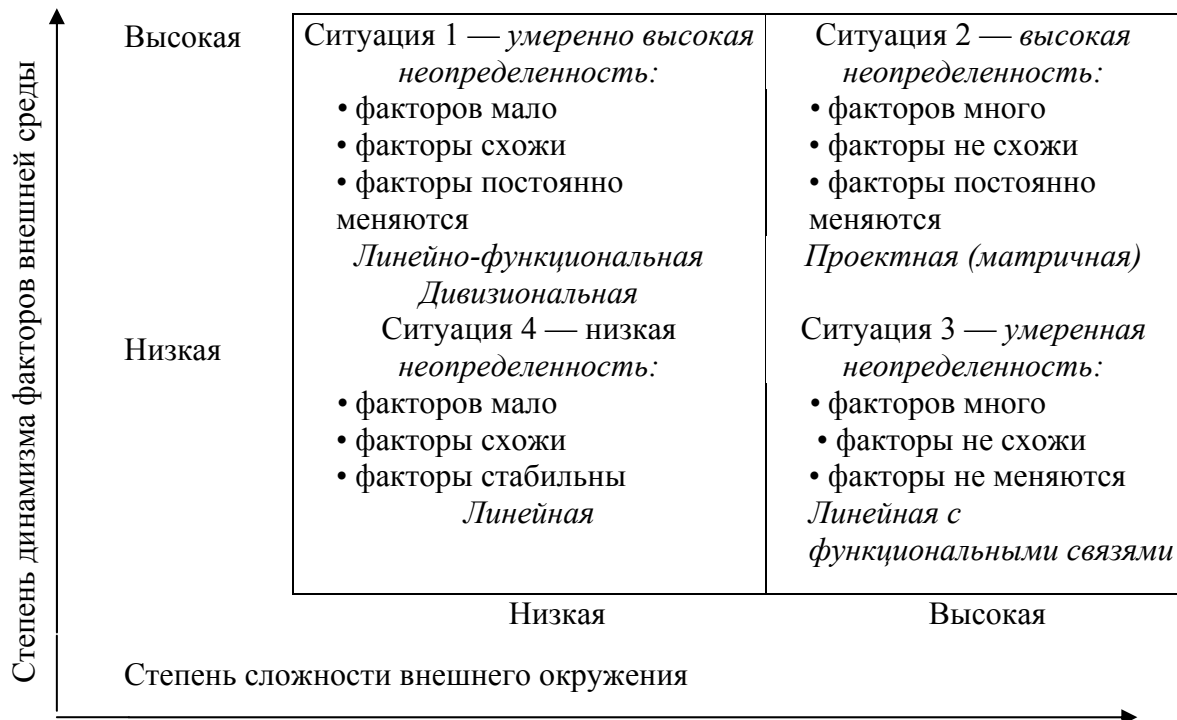 Степень динамизма факторов внешней среды
Высокая
Ситуация 1 — умеренно высокая
неопределенность:
• факторов мало
• факторы схожи
• факторы постоянно
меняются
Линейно-функциональная
Дивизиональная
Ситуация 2 — высокая
неопределенность:
• факторов много
• факторы не схожи
• факторы постоянно
меняются
Проектная (матричная)
Низкая
Ситуация 4 — низкая
неопределенность:
• факторов мало
• факторы схожи
• факторы стабильны
Линейная
Ситуация 3 — умеренная
неопределенность:
• факторов много
• факторы не схожи
• факторы не меняются
Линейная с
функциональными связями
Низкая
Высокая
Степень сложности внешнего окружения